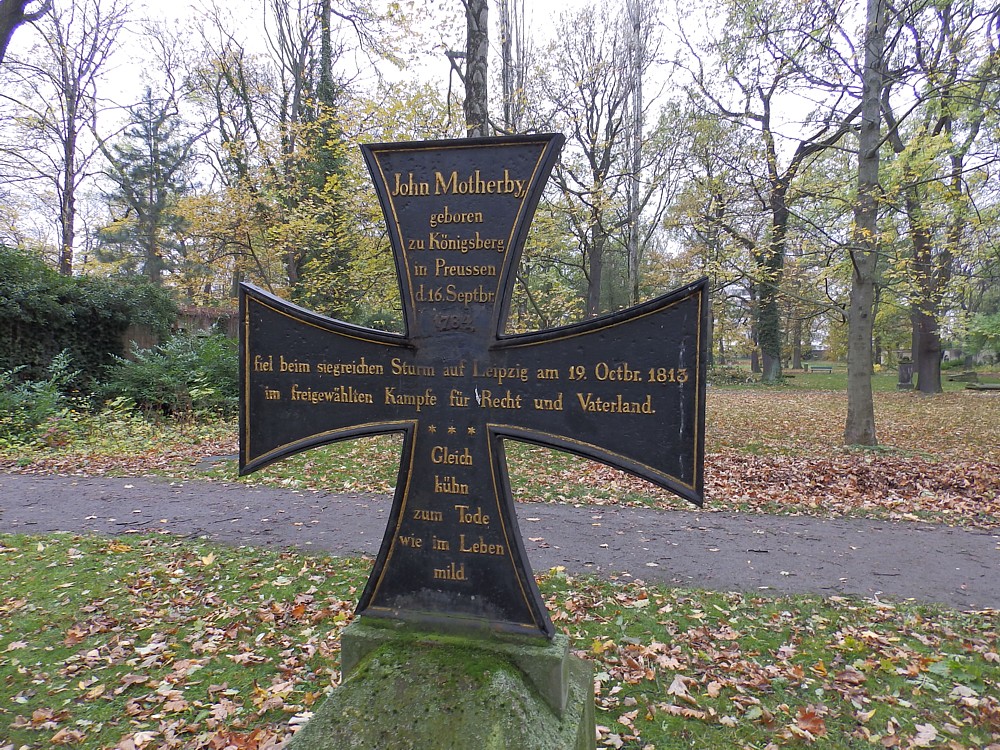 John Motherby,
geboren
zu Königsberg
in Preussen
d. 16. Septbr.
fiel beim siegreichen Sturm auf Leipzig am 19. Octbr. 1813
im freigewählten Kampfe für Recht und Vaterland.
* * *
Gleich
kühn
zum Tode
wie im Leben
mild.